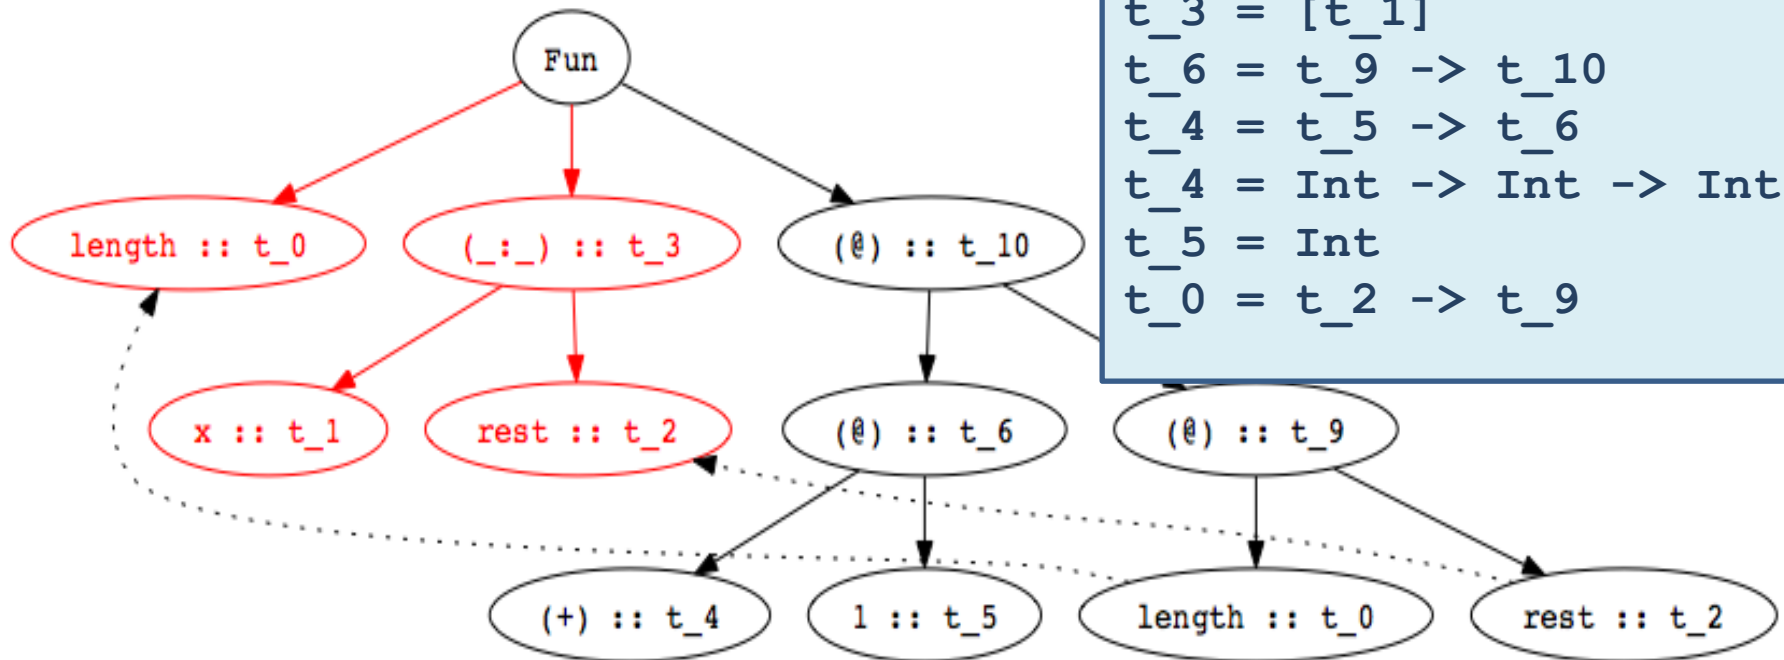 t_3 = [t_1]
t_6 = t_9 -> t_10
t_4 = t_5 -> t_6
t_4 = Int -> Int -> Int
t_5 = Int
t_0 = t_2 -> t_9
Fun
length :: t_0
(_:_) :: t_3
(@) :: t_10
x :: t_1
rest :: t_2
(@) :: t_6
(@) :: t_9
(+) :: t_4
1 :: t_5
length :: t_0
rest :: t_2